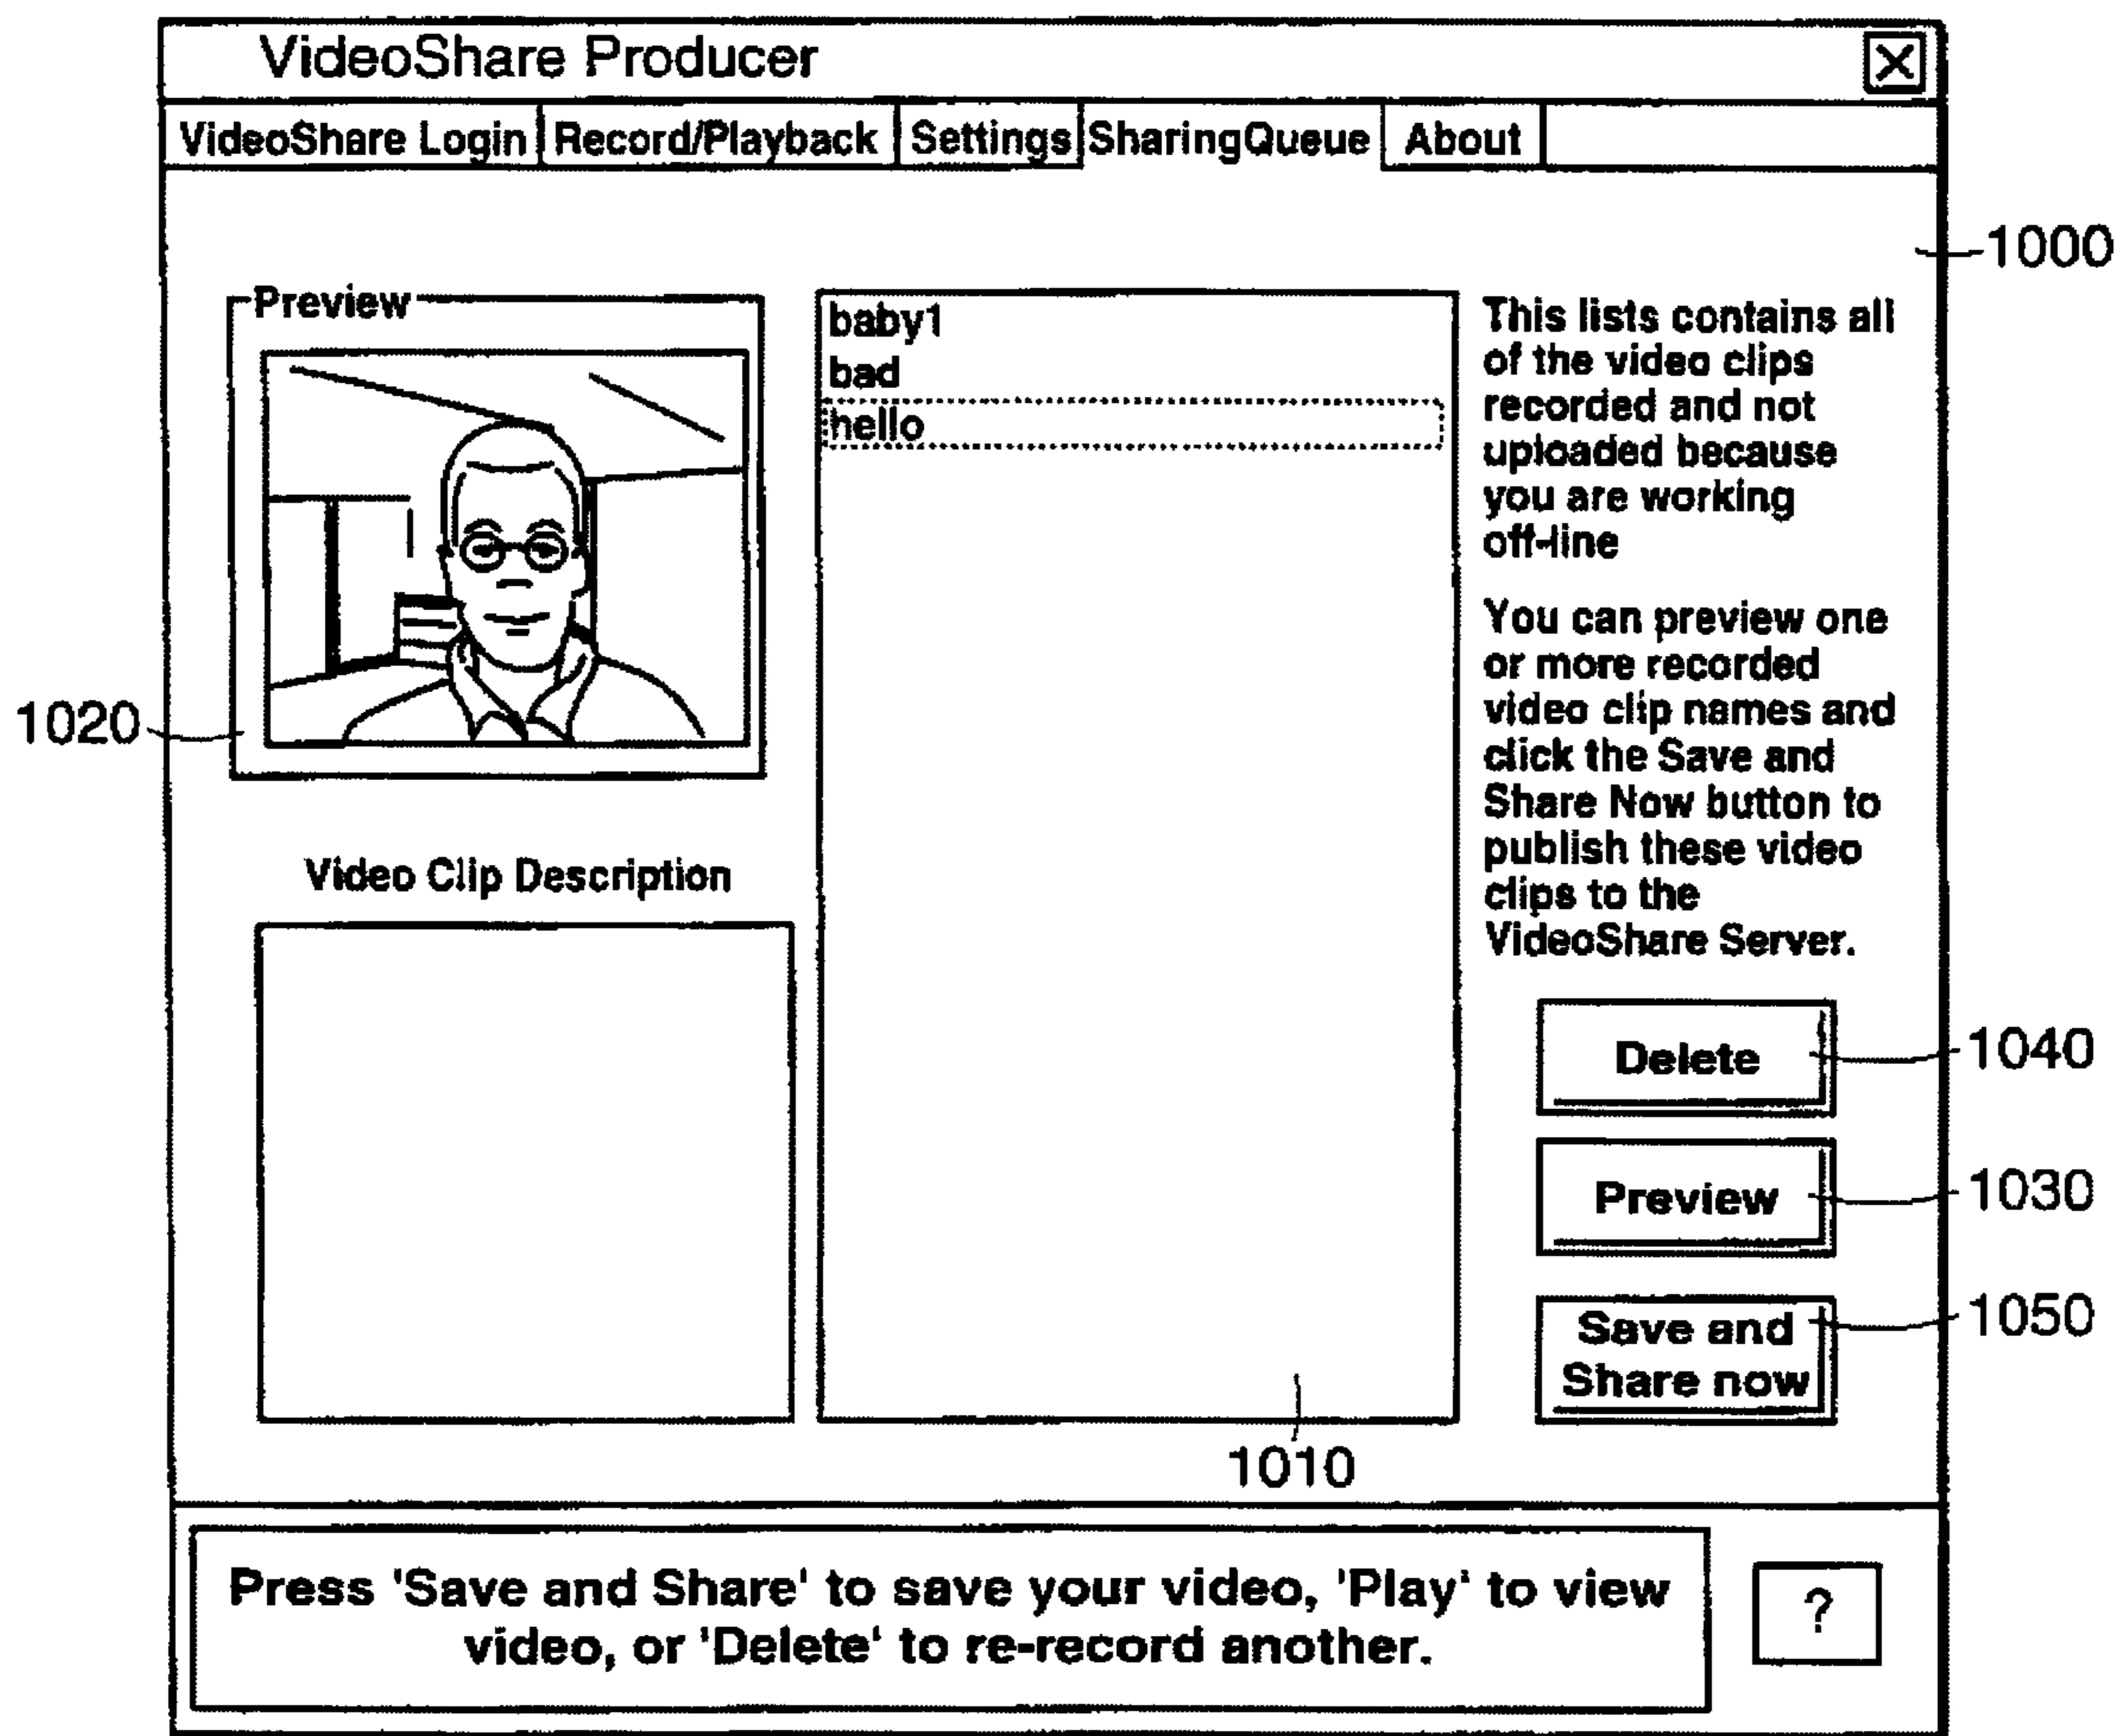 VideoShare Producer
VideoShare Login Record/Playback Settings SharingQueue About
1000
Preview
1020
Video Clip Description
baby1
bad
hello
1010
This lists contains all
of the video clips
recorded and not
uploaded because
you are working
off-line
You can preview one
or more recorded
video clip names and
click the Save and
Share Now button to
publish these video
clips to the
VideoShare Server.
Delete
1040
Preview
1030
Save and
Share now
1050
Press 'Save and Share' to save your video, 'Play' to view
video, or 'Delete' to re-record another.
?